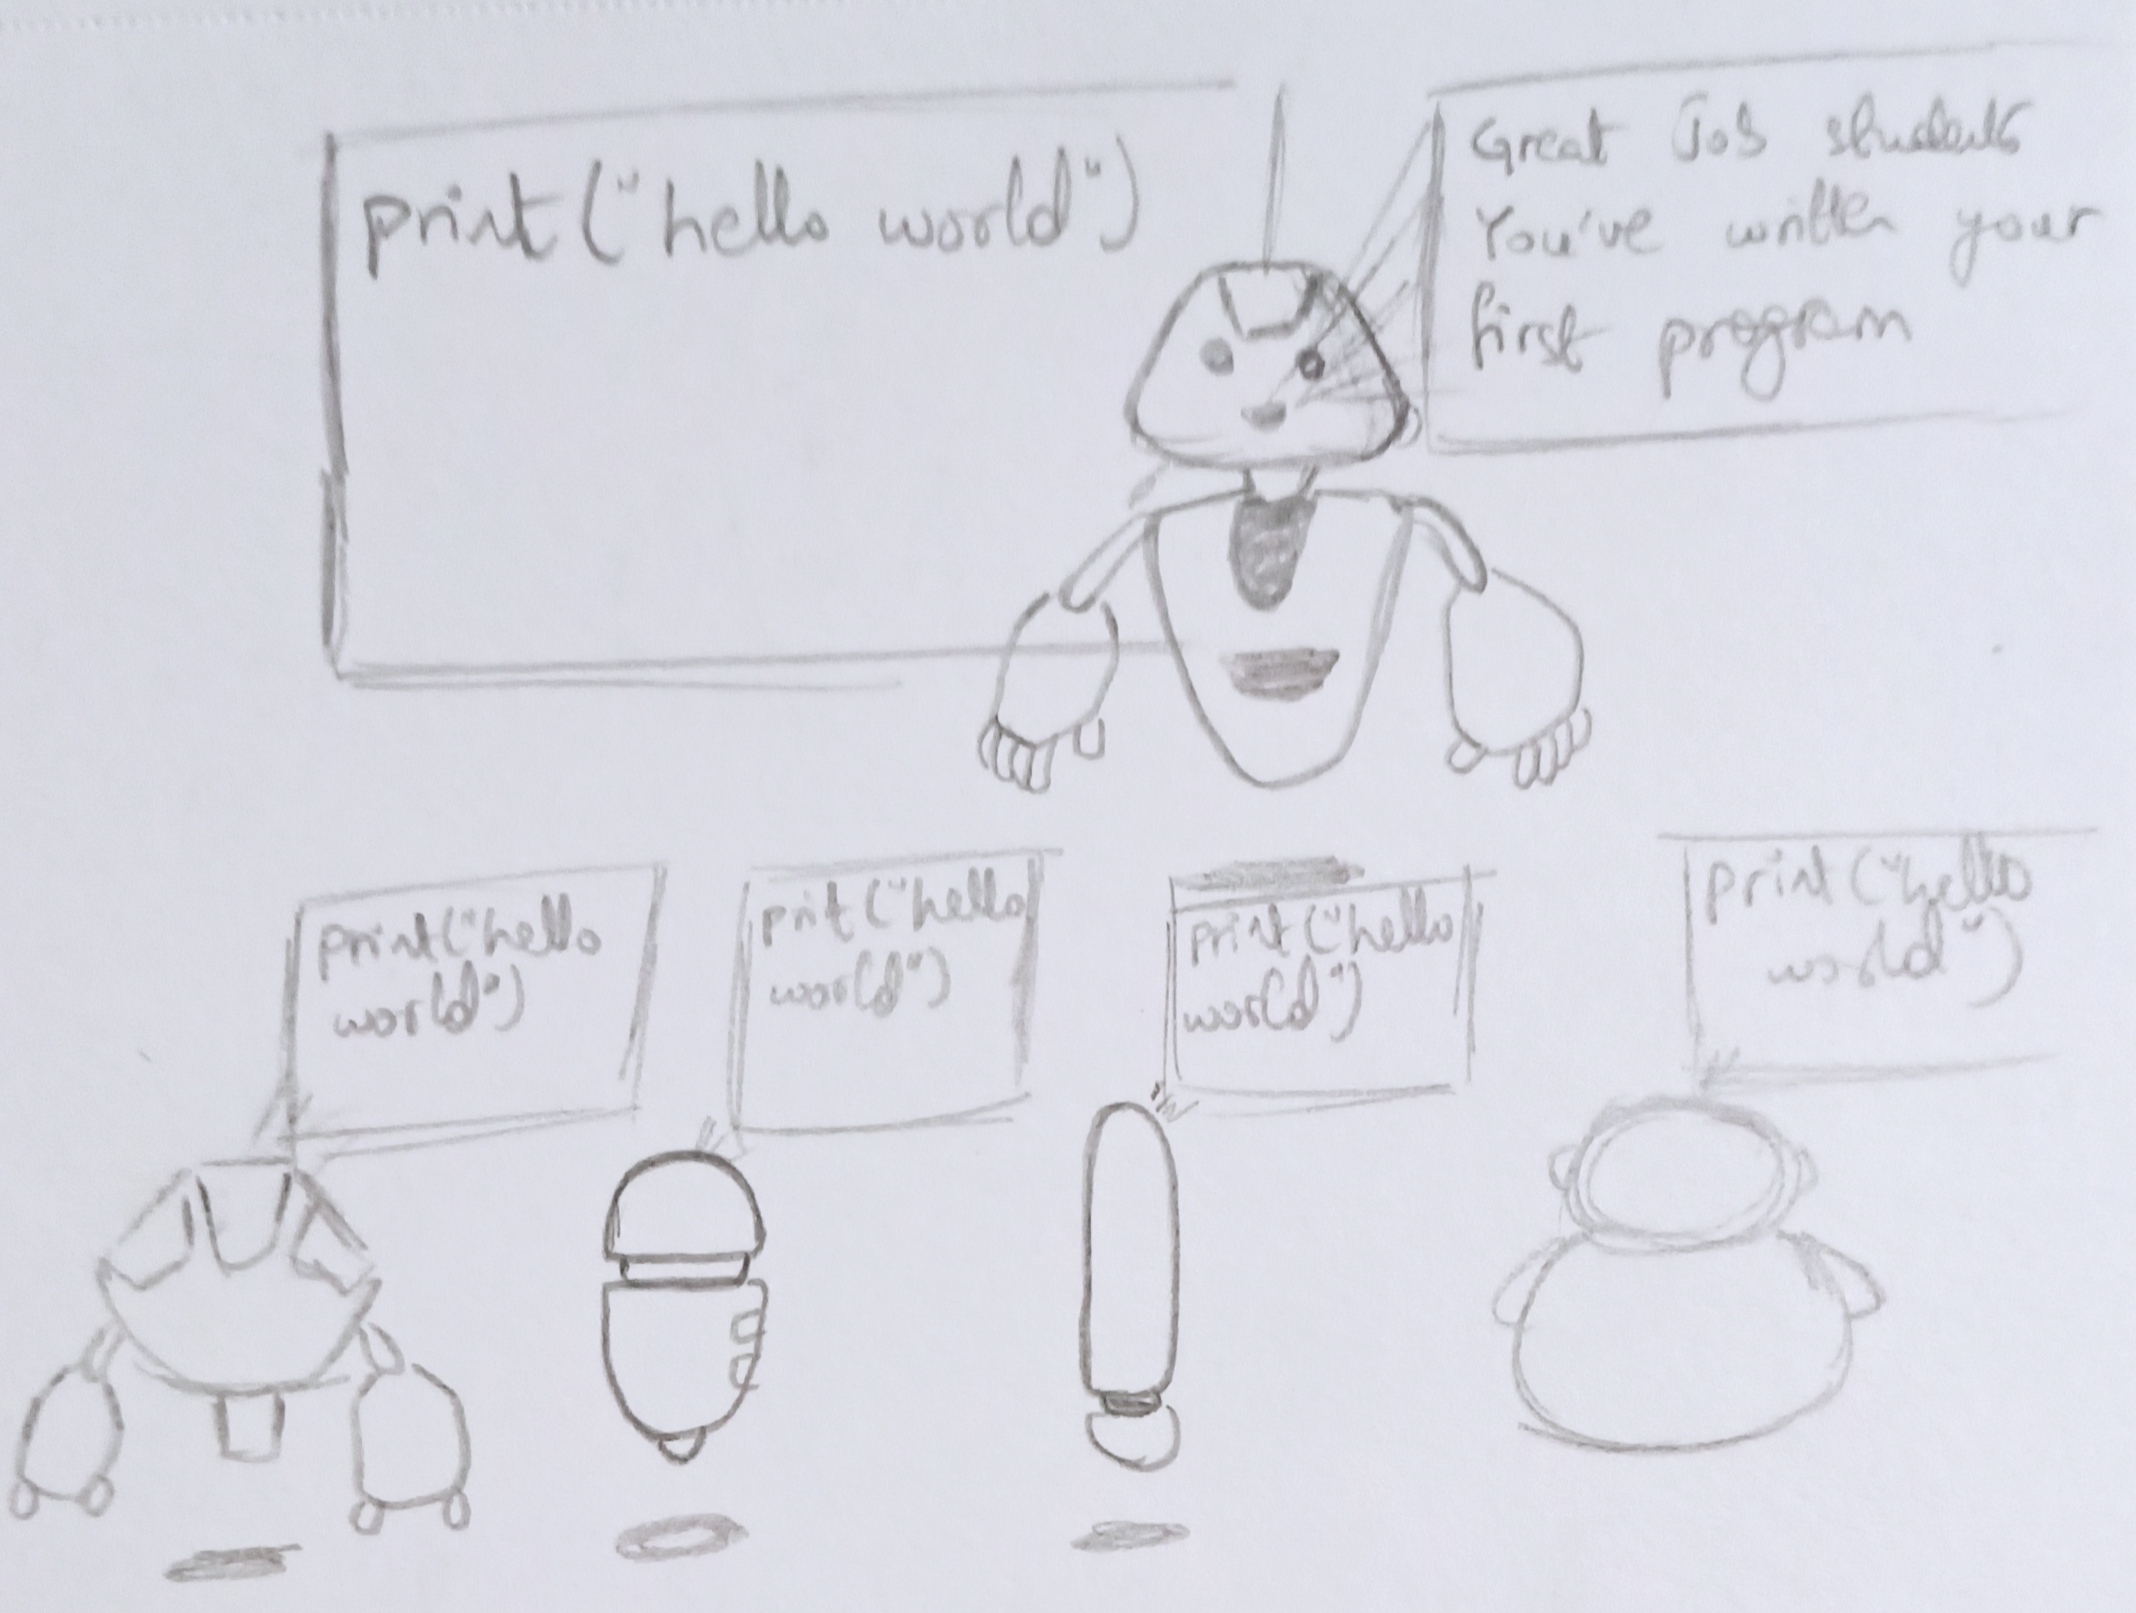 print("hello world")
Great Job students
You've written your
first program
print("hello
world")
prit("hello
world")
print("hello
world")
print("hello
world")